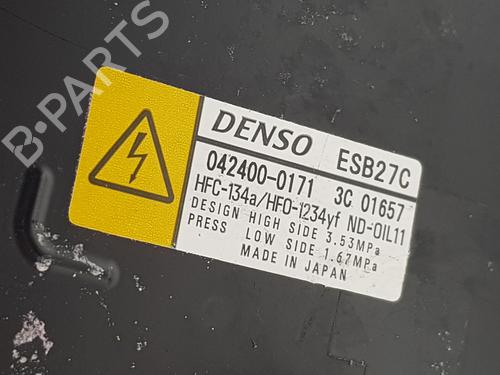 B-PARTS
DENSO ESB27C
042400-0171 3C 01657
HFC-134a/HFO-1234yf ND-OIL11
DESIGN HIGH SIDE 3.53MPa
PRESS LOW SIDE 1.67MPa
MADE IN JAPAN